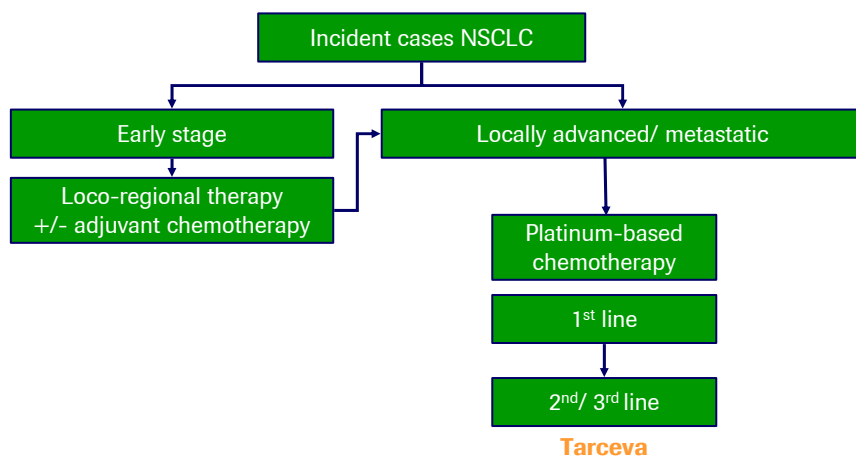 Incident cases NSCLC
Early stage
Locally advanced/ metastatic
Loco-regional therapy
+/- adjuvant chemotherapy
Platinum-based
chemotherapy
1st line
2nd/ 3rd line
Tarceva